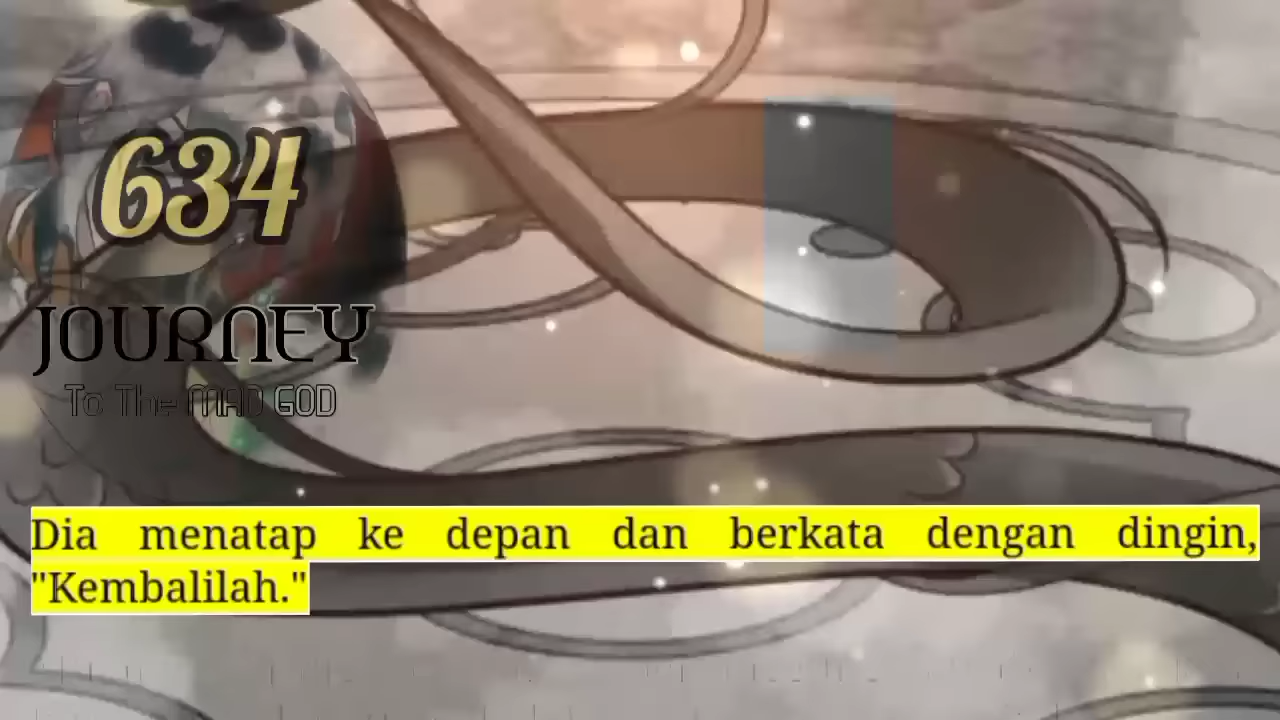 634
JOURNEY
To The MAD GOD
Dia menatap ke depan dan berkata dengan dingin,
"Kembalilah."